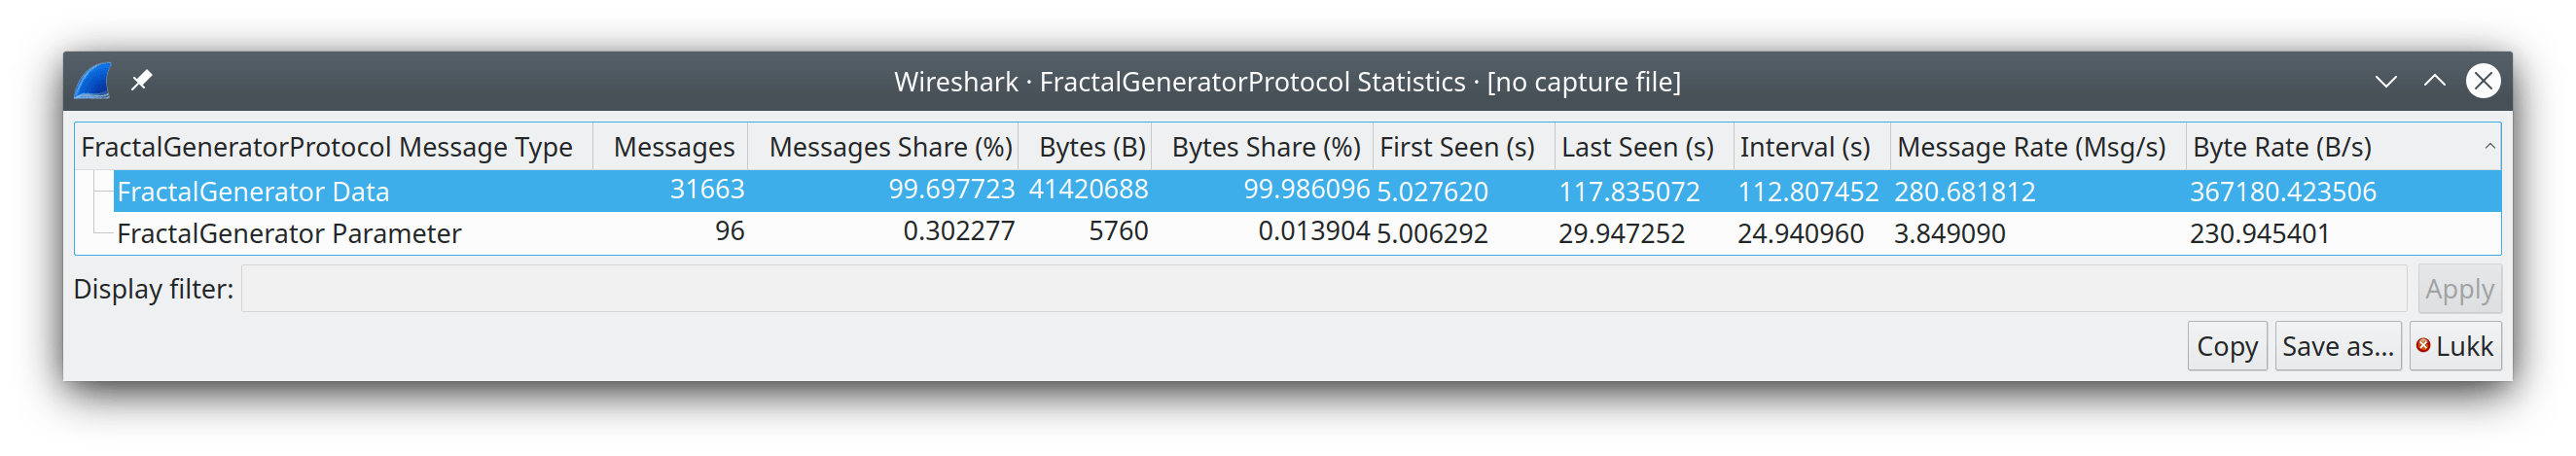 Wireshark · FractalGeneratorProtocol Statistics · [no capture file]
FractalGeneratorProtocol Message Type Messages Messages Share (%) Bytes (B) Bytes Share (%) First Seen (s) Last Seen (s) Interval (s) Message Rate (Msg/s) Byte Rate (B/s)
FractalGenerator Data 31663 99.697723 41420688 99.986096 5.027620 117.835072 112.807452 280.681812 367180.423506
FractalGenerator Parameter 96 0.302277 5760 0.013904 5.006292 29.947252 24.940960 3.849090 230.945401
Display filter: Apply
Copy Save as... Lukk